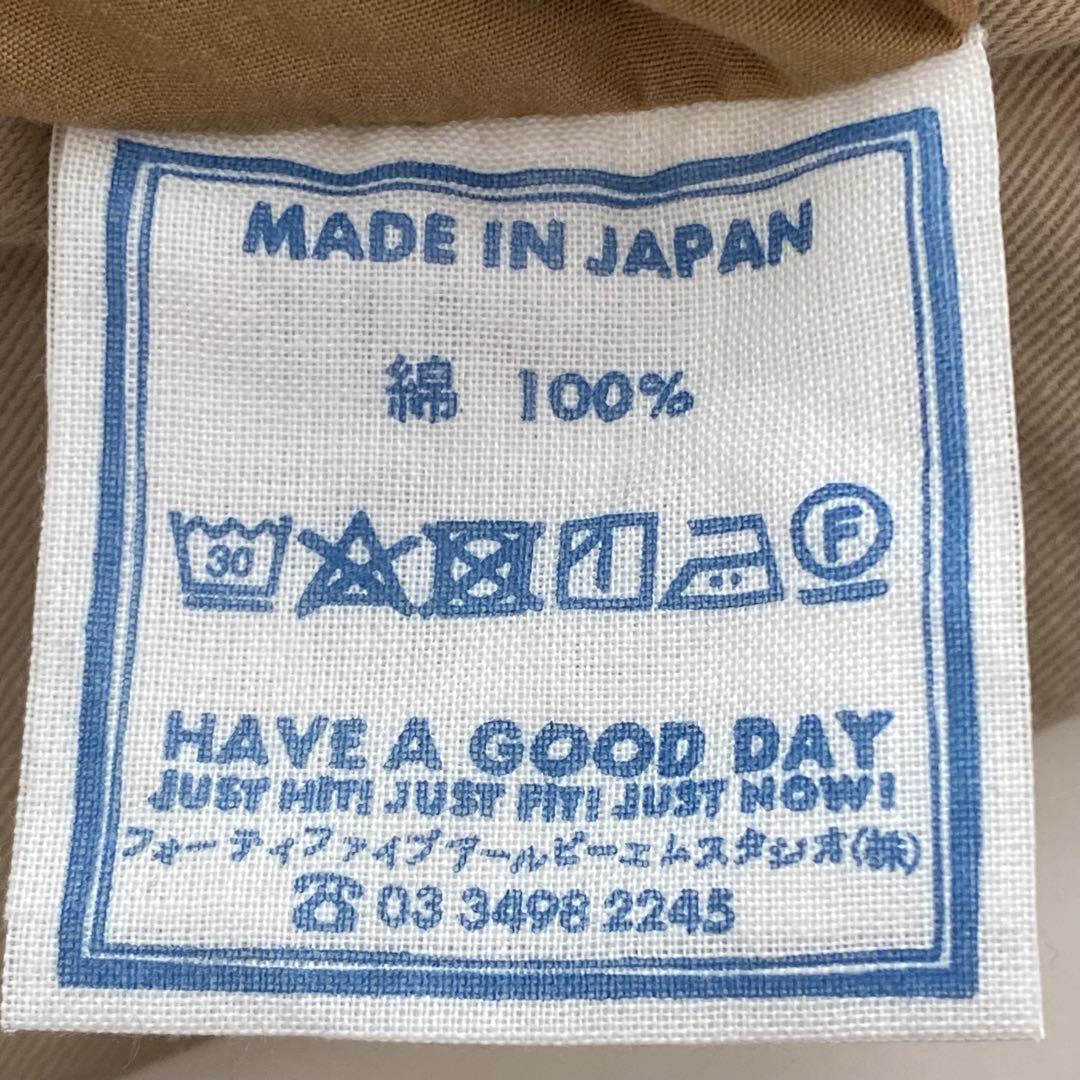 MADE IN JAPAN
綿 100%
30 F
HAVE A GOOD DAY
JUST HIT! JUST FIT! JUST NOW!
フォーティファイブアールピーエムスタジオ(株)
☎ 03 3498 2245